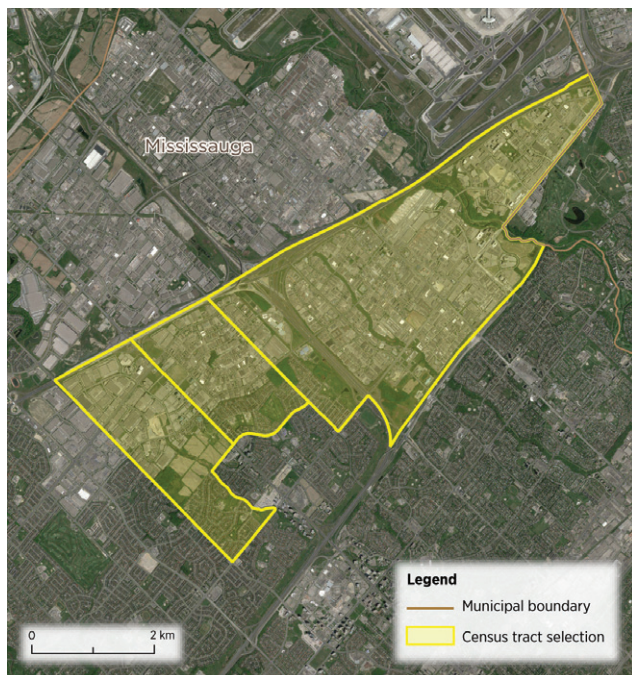 Mississauga
Legend
Municipal boundary
Census tract selection
0 2 km